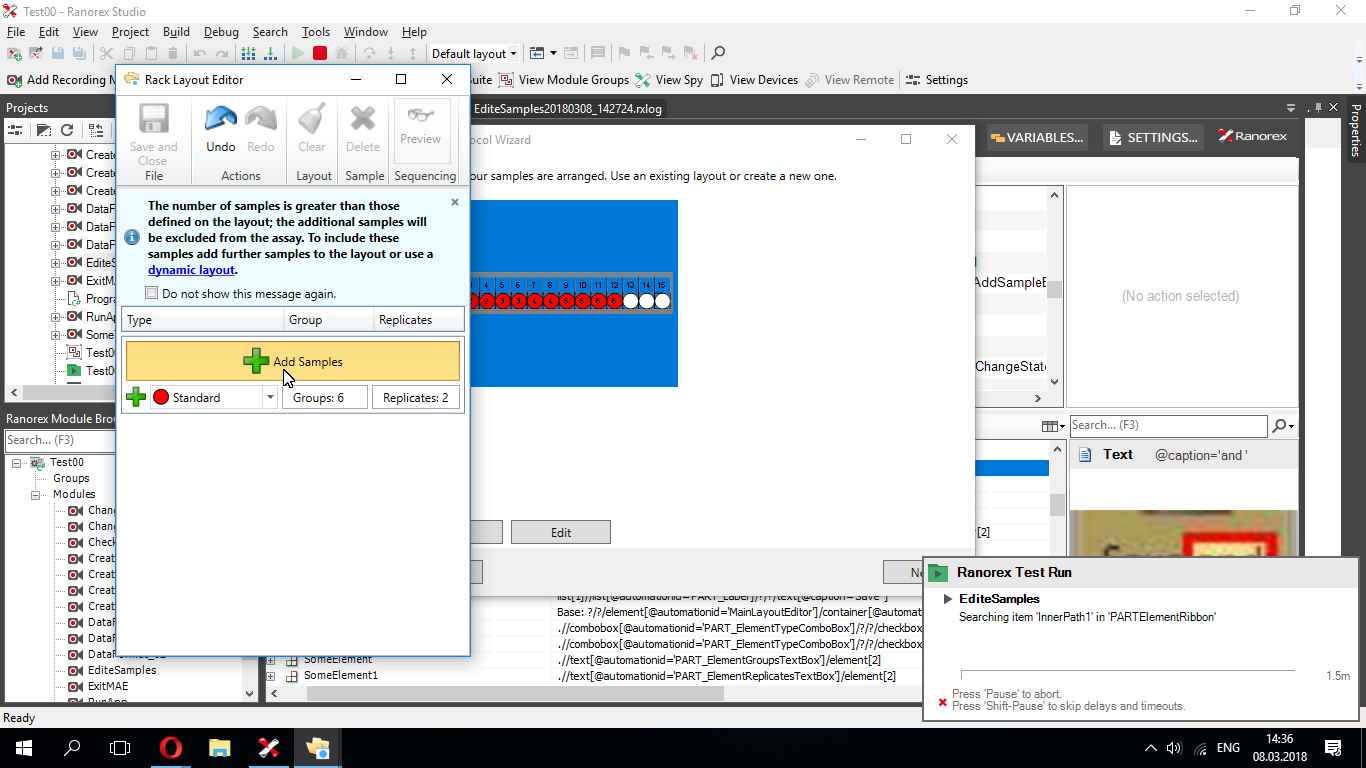 Test00 - Ranorex Studio
File Edit View Project Build Debug Search Tools Window Help
Default layout
Add Recording M
Rack Layout Editor
uite View Module Groups View Spy View Devices View Remote Settings
Projects
EditeSamples20180308_142724.rxlog
Properties
Save and Close
Undo
Redo
Clear
Delete
Preview
File
Actions
Layout
Sample
Sequencing
ocol Wizard
VARIABLES...
SETTINGS...
Ranorex
our samples are arranged. Use an existing layout or create a new one.
Create
Create
Create
DataF
DataF
DataF
EditeS
ExitMA
Progra
RunAp
Some
Test0
Test0
The number of samples is greater than those
defined on the layout; the additional samples will
be excluded from the assay. To include these
samples add further samples to the layout or use a
dynamic layout.
Do not show this message again.
Type Group Replicates
Add Samples
Standard
Groups: 6
Replicates: 2
4 5 6 7 8 9 10 11 12 13 14 15
2 3 3 4 4 5 5 6 6
AddSampleE
ChangeStat
(No action selected)
Ranorex Module Bro
Search... (F3)
Search... (F3)
Text @caption='and '
Test00
Groups
Modules
Chan
Chan
Check
Creat
Creat
Creat
Creat
DataF
DataF
EditeSamples
ExitMAE
Edit
[2]
Ne
list[1]//list[@automationid='PART_Label']/?/?/text[@caption='Save ']
Base: ?/?/element[@automationid='MainLayoutEditor']/container[@automat
.//combobox[@automationid='PART_ElementTypeComboBox']/?/?/checkbox
.//combobox[@automationid='PART_ElementTypeComboBox']/?/?/checkbox
SomeElement .//text[@automationid='PART_ElementGroupsTextBox']/element[2]
SomeElement1 .//text[@automationid='PART_ElementReplicatesTextBox']/element[2]
Ranorex Test Run
EditeSamples
Searching item 'InnerPath1' in 'PARTElementRibbon'
1.5m
Press 'Pause' to abort.
Press 'Shift-Pause' to skip delays and timeouts.
Ready
ENG
14:36
08.03.2018